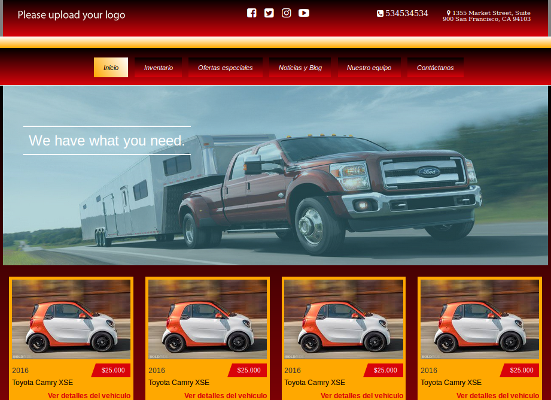 Please upload your logo
534534534
1355 Market Street, Suite
900 San Francisco, CA 94103
Inicio Inventario Ofertas especiales Noticias y Blog Nuestro equipo Contáctanos
We have what you need.
Ford
2016 $25.000 2016 $25.000 2016 $25.000 2016 $25.000
Toyota Camry XSE Toyota Camry XSE Toyota Camry XSE Toyota Camry XSE
Ver detalles del vehículo Ver detalles del vehículo Ver detalles del vehículo Ver detalles del vehículo